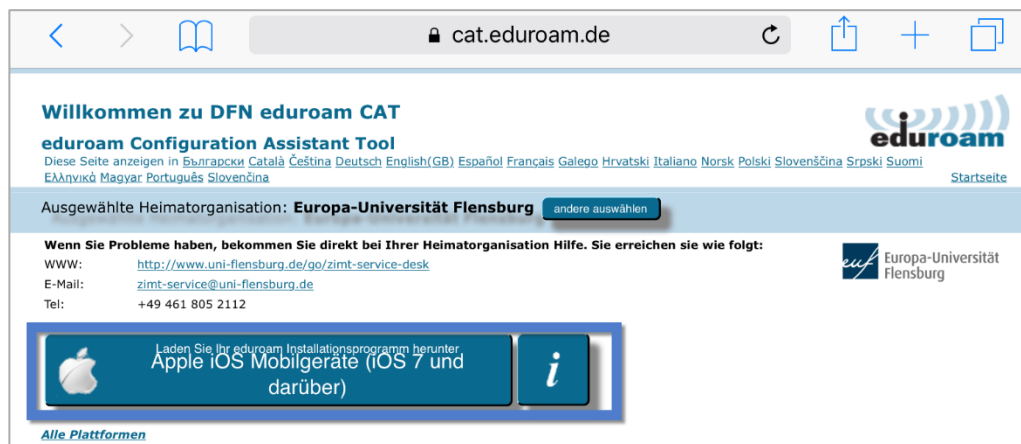 cat.eduroam.de
Willkommen zu DFN eduroam CAT
eduroam Configuration Assistant Tool
eduroam
Diese Seite anzeigen in Български Català Čeština Deutsch English(GB) Español Français Galego Hrvatski Italiano Norsk Polski Slovenščina Srpski Suomi
Ελληνικά Magyar Português Slovenčina
Startseite
Ausgewählte Heimatorganisation: Europa-Universität Flensburg andere auswählen
Wenn Sie Probleme haben, bekommen Sie direkt bei Ihrer Heimatorganisation Hilfe. Sie erreichen sie wie folgt:
WWW: http://www.uni-flensburg.de/go/zimt-service-desk
E-Mail: zimt-service@uni-flensburg.de
Tel: +49 461 805 2112
euf Europa-Universität
Flensburg
Laden Sie Ihr eduroam Installationsprogramm herunter
Apple iOS Mobilgeräte (iOS 7 und
darüber)
i
Alle Plattformen